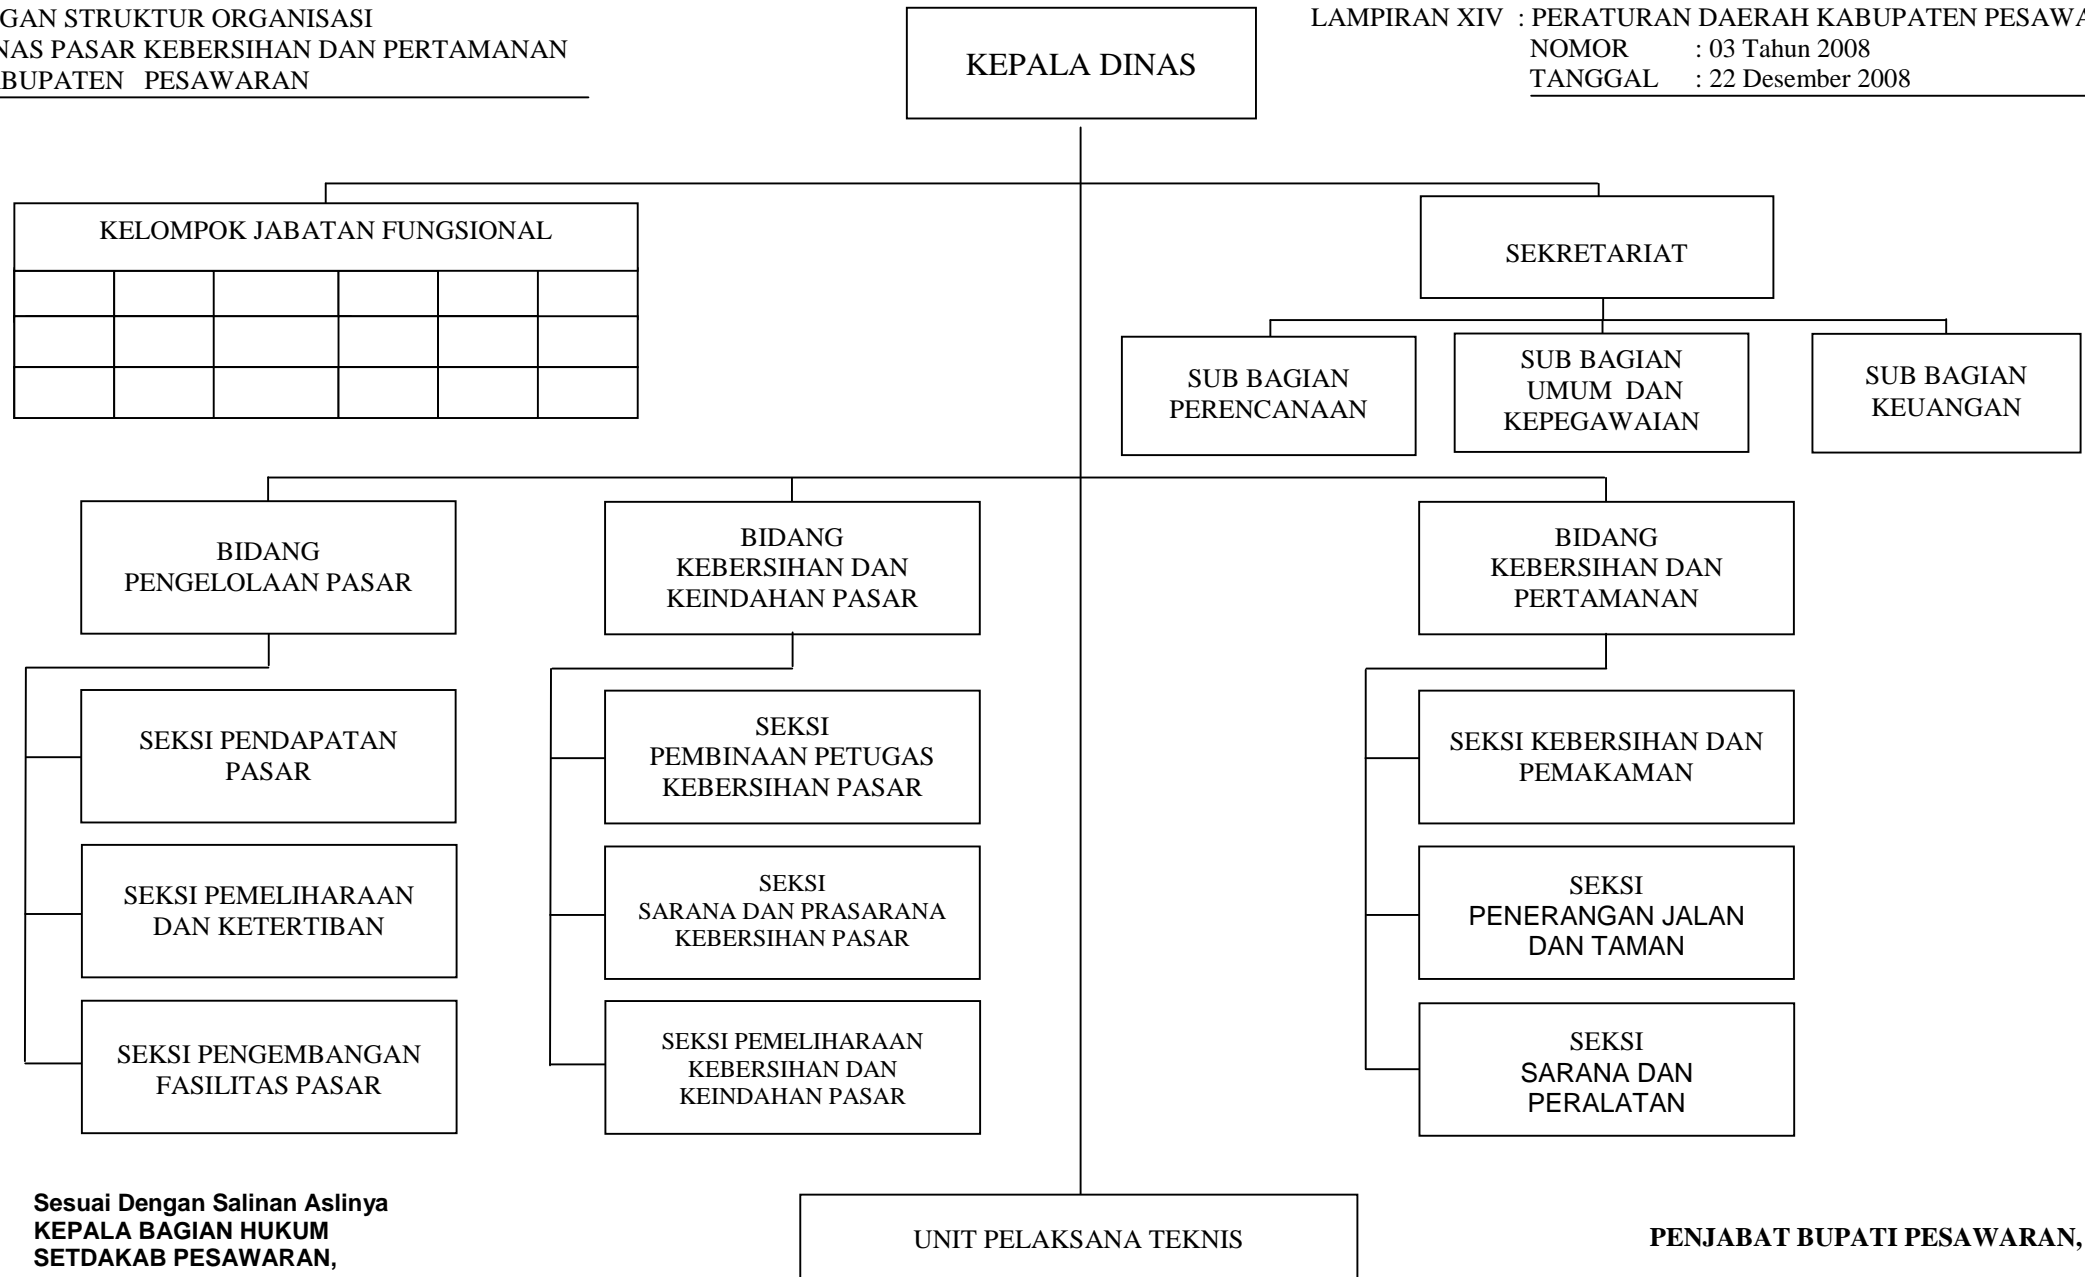 GAN STRUKTUR ORGANISASI
NAS PASAR KEBERSIHAN DAN PERTAMANAN
ABUPATEN PESAWARAN
KEPALA DINAS
LAMPIRAN XIV : PERATURAN DAERAH KABUPATEN PESAWA
NOMOR : 03 Tahun 2008
TANGGAL : 22 Desember 2008
KELOMPOK JABATAN FUNGSIONAL
SEKRETARIAT
SUB BAGIAN
PERENCANAAN
SUB BAGIAN
UMUM DAN
KEPEGAWAIAN
SUB BAGIAN
KEUANGAN
BIDANG
PENGELOLAAN PASAR
BIDANG
KEBERSIHAN DAN
KEINDAHAN PASAR
BIDANG
KEBERSIHAN DAN
PERTAMANAN
SEKSI PENDAPATAN
PASAR
SEKSI
PEMBINAAN PETUGAS
KEBERSIHAN PASAR
SEKSI KEBERSIHAN DAN
PEMAKAMAN
SEKSI PEMELIHARAAN
DAN KETERTIBAN
SEKSI
SARANA DAN PRASARANA
KEBERSIHAN PASAR
SEKSI
PENERANGAN JALAN
DAN TAMAN
SEKSI PENGEMBANGAN
FASILITAS PASAR
SEKSI PEMELIHARAAN
KEBERSIHAN DAN
KEINDAHAN PASAR
SEKSI
SARANA DAN
PERALATAN
Sesuai Dengan Salinan Aslinya
KEPALA BAGIAN HUKUM
SETDAKAB PESAWARAN,
UNIT PELAKSANA TEKNIS
PENJABAT BUPATI PESAWARAN,